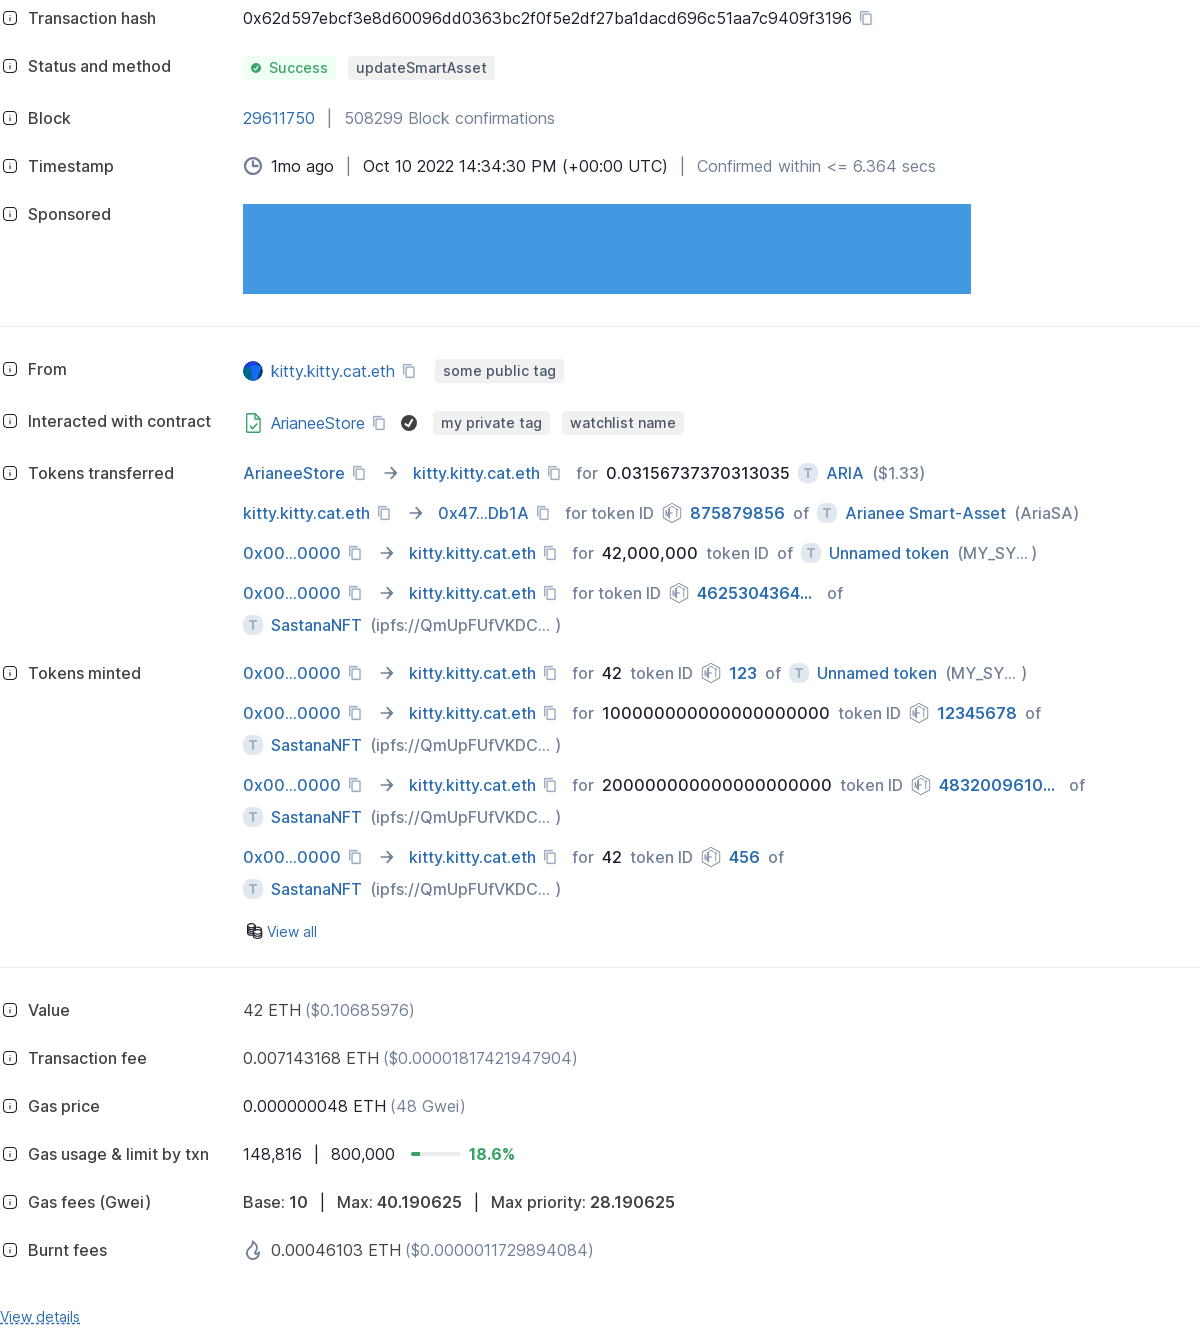 Transaction hash 0x62d597ebcf3e8d60096dd0363bc2f0f5e2df27ba1dacd696c51aa7c9409f3196
Status and method Success updateSmartAsset
Block 29611750 | 508299 Block confirmations
Timestamp 1mo ago | Oct 10 2022 14:34:30 PM (+00:00 UTC) | Confirmed within <= 6.364 secs
Sponsored
From kitty.kitty.cat.eth some public tag
Interacted with contract ArianeeStore my private tag watchlist name
Tokens transferred ArianeeStore → kitty.kitty.cat.eth for 0.03156737370313035 T ARIA ($1.33)
kitty.kitty.cat.eth → 0x47...Db1A for token ID 875879856 of T Arianee Smart-Asset (AriaSA)
0x00...0000 → kitty.kitty.cat.eth for 42,000,000 token ID of T Unnamed token (MY_SY... )
0x00...0000 → kitty.kitty.cat.eth for token ID 4625304364... of
T SastanaNFT (ipfs://QmUpFUfVKDC... )
Tokens minted 0x00...0000 → kitty.kitty.cat.eth for 42 token ID 123 of T Unnamed token (MY_SY... )
0x00...0000 → kitty.kitty.cat.eth for 100000000000000000000 token ID 12345678 of
T SastanaNFT (ipfs://QmUpFUfVKDC... )
0x00...0000 → kitty.kitty.cat.eth for 200000000000000000000 token ID 4832009610... of
T SastanaNFT (ipfs://QmUpFUfVKDC... )
0x00...0000 → kitty.kitty.cat.eth for 42 token ID 456 of
T SastanaNFT (ipfs://QmUpFUfVKDC... )
View all
Value 42 ETH ($0.10685976)
Transaction fee 0.007143168 ETH ($0.00001817421947904)
Gas price 0.000000048 ETH (48 Gwei)
Gas usage & limit by txn 148,816 | 800,000 18.6%
Gas fees (Gwei) Base: 10 | Max: 40.190625 | Max priority: 28.190625
Burnt fees 0.00046103 ETH ($0.0000011729894084)
View details